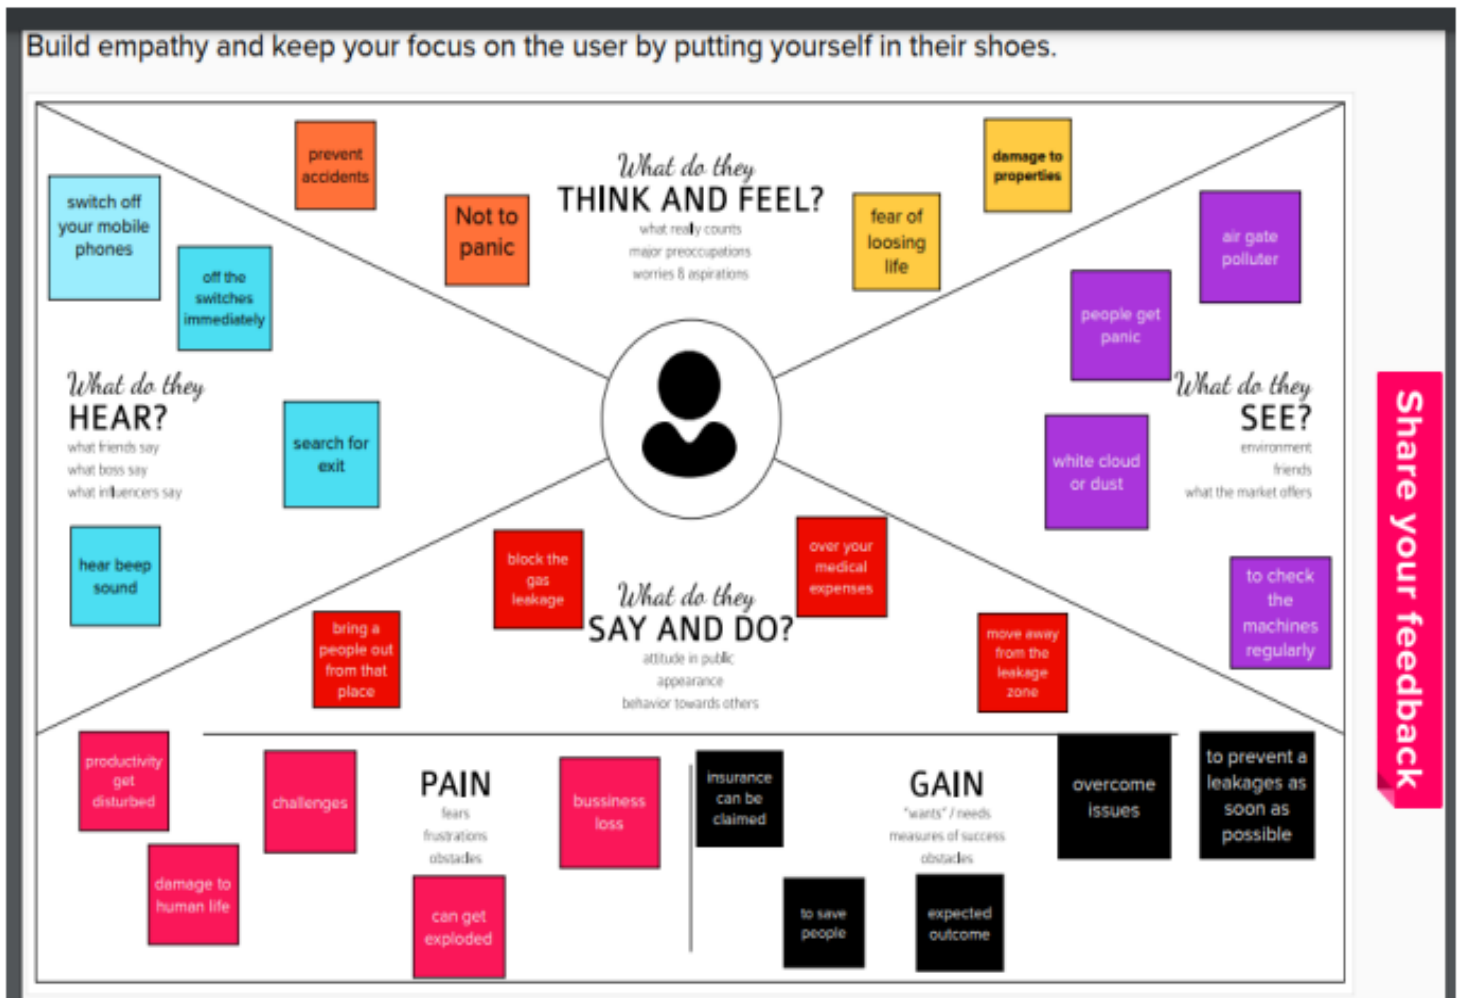 Build empathy and keep your focus on the user by putting yourself in their shoes.
prevent
accidents
Not to
panic
What do they
THINK AND FEEL?
what really counts
major preoccupations
worries & aspirations
fear of
loosing
life
damage to
properties
switch off
your mobile
phones
off the
switches
immediately
What do they
HEAR?
what friends say
what boss say
what influencers say
search for
exit
hear beep
sound
air gate
polluter
people get
panic
What do they
SEE?
environment
friends
what the market offers
white cloud
or dust
to check
the
machines
regularly
block the
gas
leakage
bring a
people out
from that
place
What do they
SAY AND DO?
attitude in public
appearance
behavior towards others
over your
medical
expenses
move away
from the
leakage
zone
productivity
get
disturbed
challenges
damage to
human life
PAIN
fears
frustrations
obstacles
can get
exploded
bussiness
loss
insurance
can be
claimed
GAIN
"wants" / needs
measures of success
obstacles
to save
people
expected
outcome
overcome
issues
to prevent a
leakages as
soon as
possible
Share your feedback